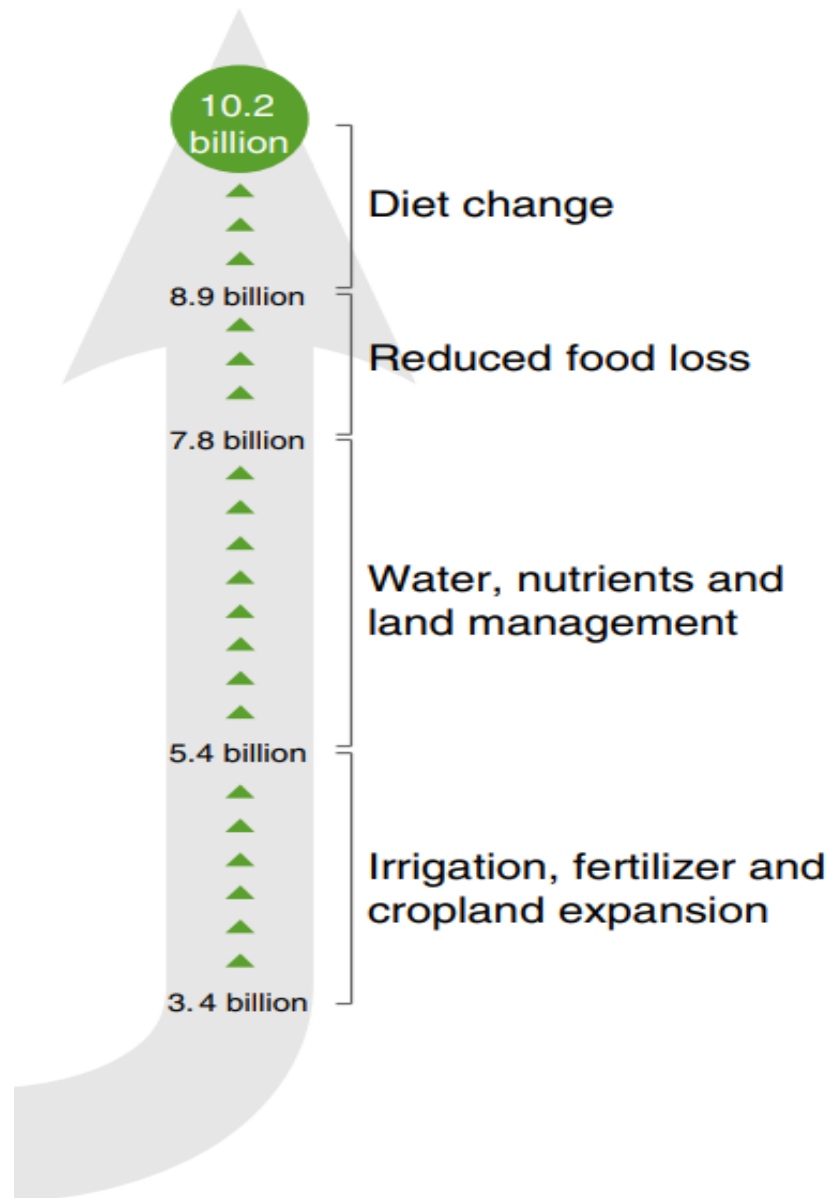 10.2
billion
Diet change
8.9 billion
Reduced food loss
7.8 billion
Water, nutrients and
land management
5.4 billion
Irrigation, fertilizer and
cropland expansion
3.4 billion